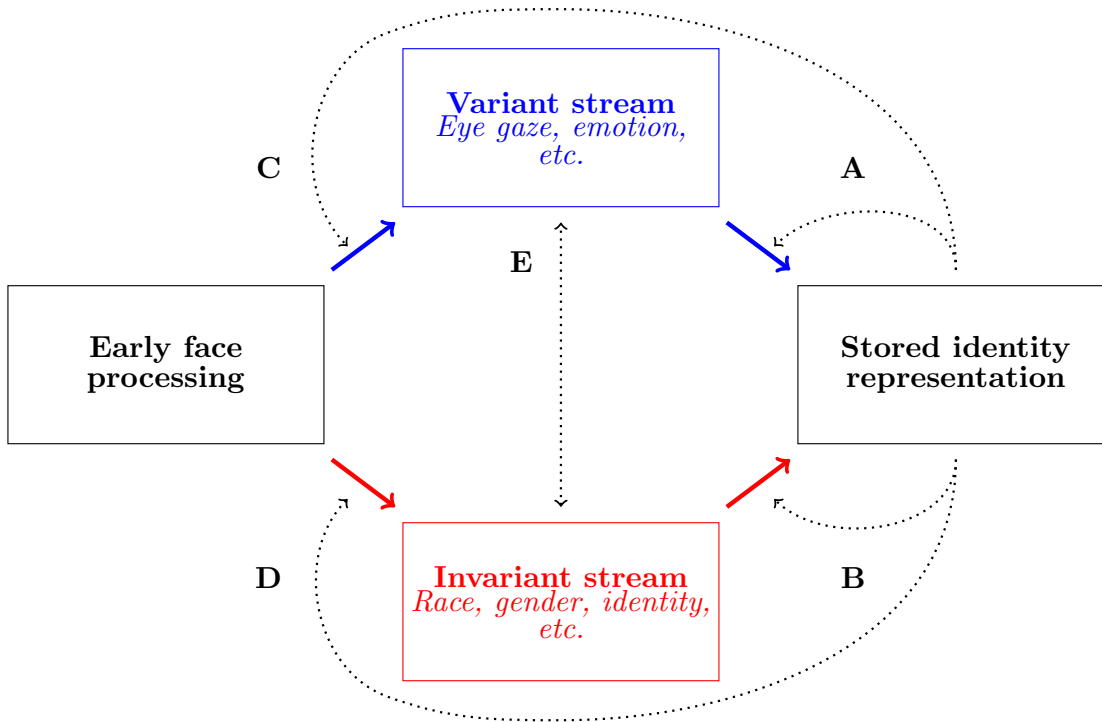 Variant stream
Eye gaze, emotion,
etc.
C
A
E
Early face
processing
Stored identity
representation
Invariant stream
Race, gender, identity,
etc.
D
B